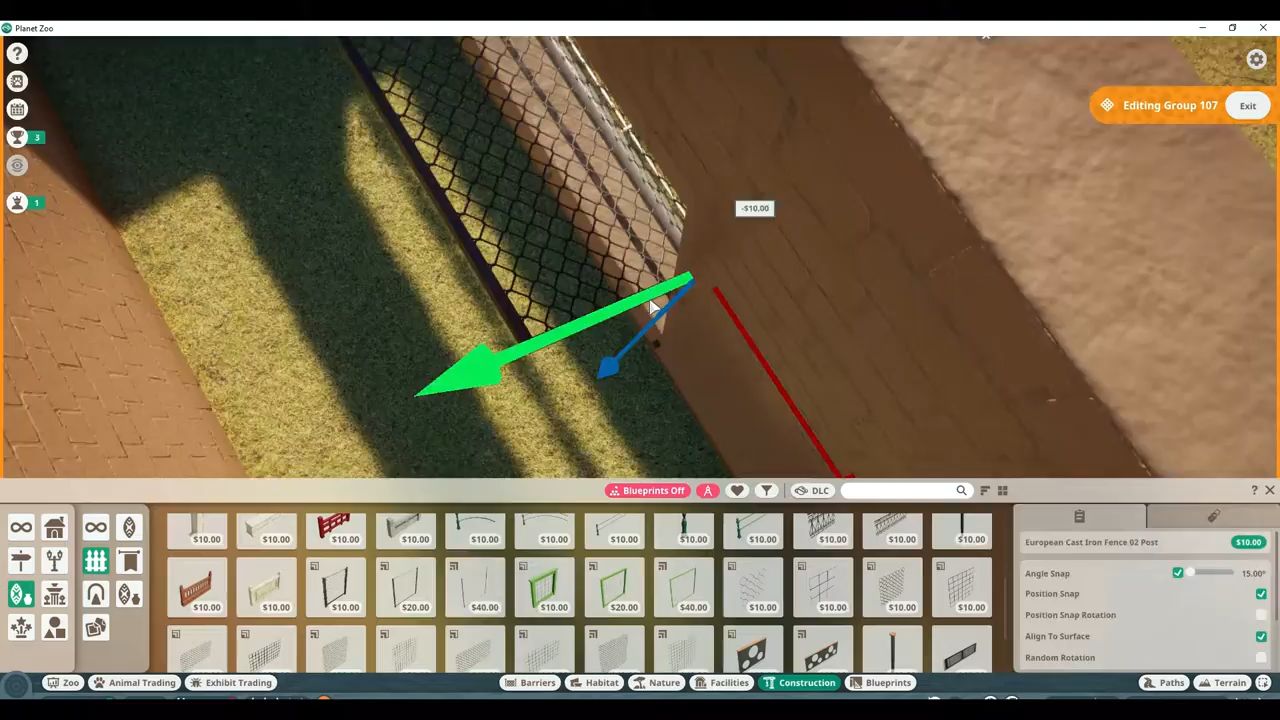 Planet Zoo
Editing Group 107
Exit
3
1
-$10.00
Blueprints Off
DLC
$10.00 $10.00 $10.00 $10.00 $10.00 $10.00 $10.00 $10.00 $10.00 $10.00 $10.00 $10.00
$10.00 $10.00 $10.00 $20.00 $40.00 $10.00 $20.00 $40.00 $10.00 $10.00 $10.00 $10.00
European Cast Iron Fence 02 Post
$10.00
Angle Snap
15.00°
Position Snap
Position Snap Rotation
Align To Surface
Random Rotation
Zoo
Animal Trading
Exhibit Trading
Barriers
Habitat
Nature
Facilities
Construction
Blueprints
Paths
Terrain